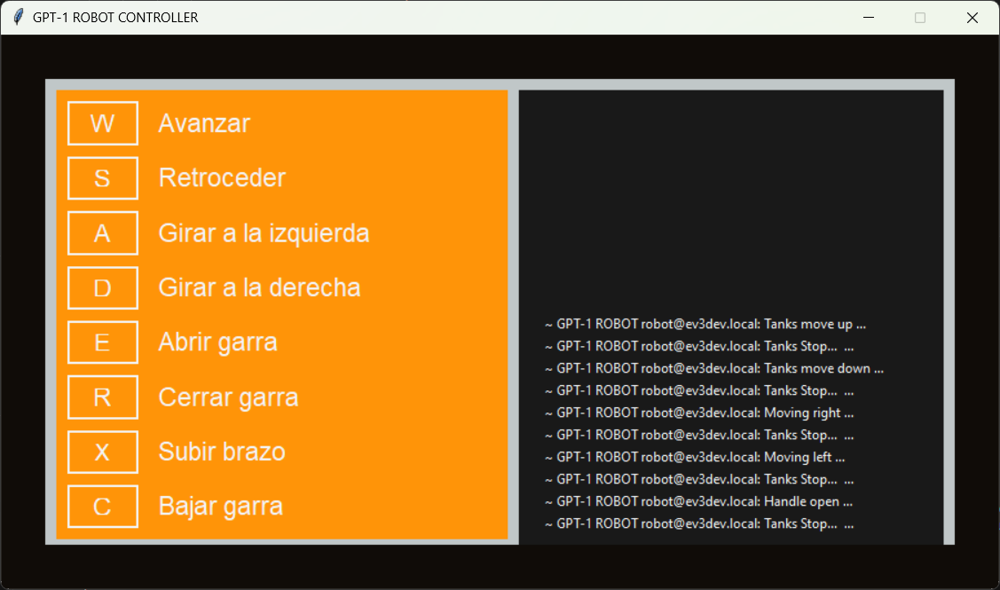 GPT-1 ROBOT CONTROLLER
W Avanzar
S Retroceder
A Girar a la izquierda
D Girar a la derecha
E Abrir garra
R Cerrar garra
X Subir brazo
C Bajar garra
~ GPT-1 ROBOT robot@ev3dev.local: Tanks move up ...
~ GPT-1 ROBOT robot@ev3dev.local: Tanks Stop...  ...
~ GPT-1 ROBOT robot@ev3dev.local: Tanks move down ...
~ GPT-1 ROBOT robot@ev3dev.local: Tanks Stop...  ...
~ GPT-1 ROBOT robot@ev3dev.local: Moving right ...
~ GPT-1 ROBOT robot@ev3dev.local: Tanks Stop...  ...
~ GPT-1 ROBOT robot@ev3dev.local: Moving left ...
~ GPT-1 ROBOT robot@ev3dev.local: Tanks Stop...  ...
~ GPT-1 ROBOT robot@ev3dev.local: Handle open ...
~ GPT-1 ROBOT robot@ev3dev.local: Tanks Stop...  ...